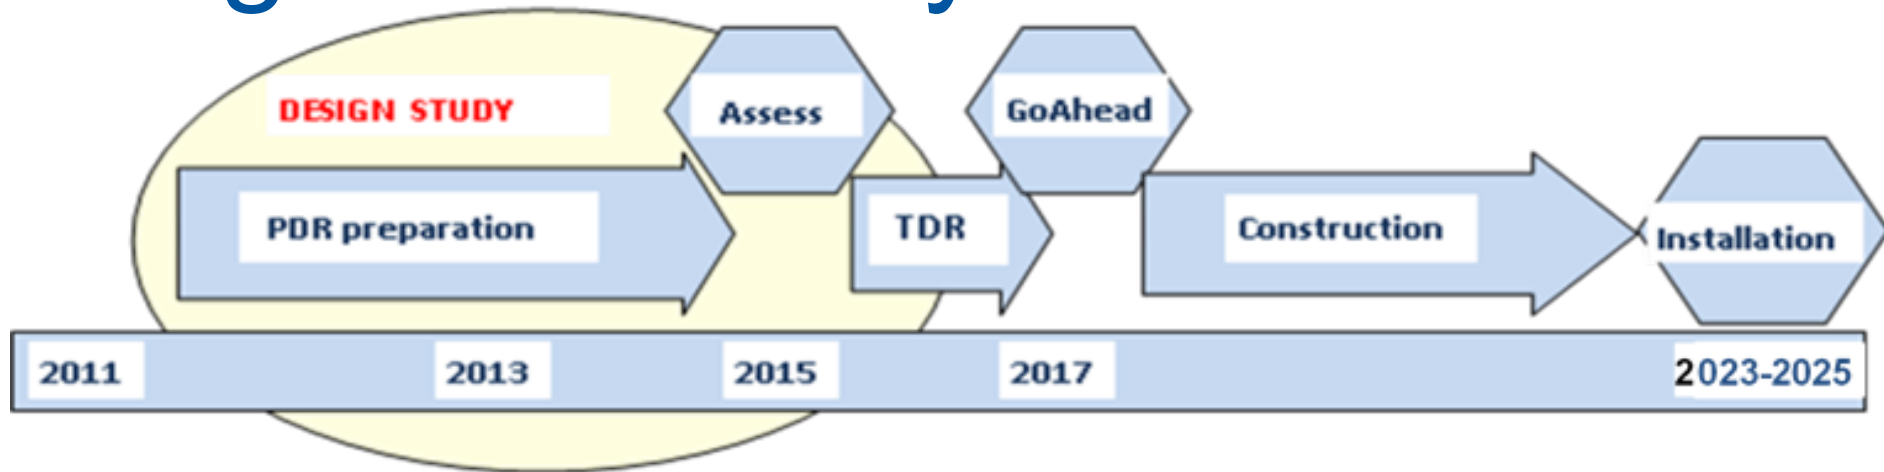 DESIGN STUDY
Assess
GoAhead
PDR preparation
TDR
Construction
Installation
2011
2013
2015
2017
2023-2025